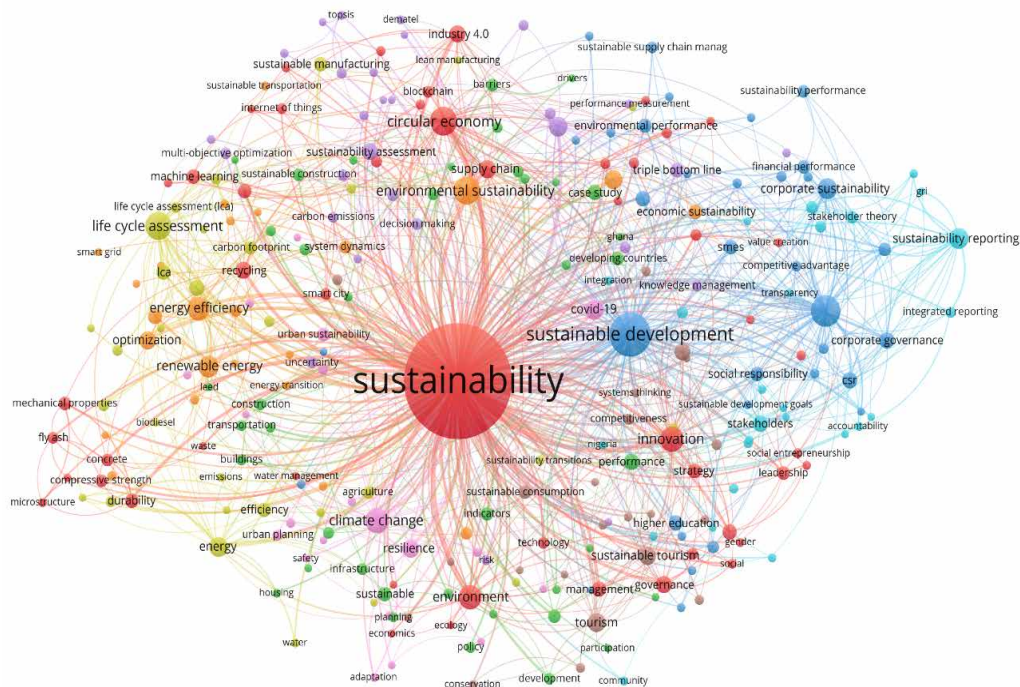 topsis
dematel
industry 4.0
sustainable supply chain manag
lean manufacturing
sustainable manufacturing
drivers
barriers
sustainable transportation
blockchain
sustainability performance
internet of things
performance measurement
circular economy
environmental performance
multi-objective optimization
sustainability assessment
financial performance
supply chain
triple bottom line
machine learning
sustainable construction
gri
environmental sustainability
case study
corporate sustainability
life cycle assessment (lca)
economic sustainability
carbon emissions
stakeholder theory
life cycle assessment
decision making
ghana
sustainability reporting
value creation
carbon footprint
system dynamics
smes
smart grid
developing countries
lca
recycling
competitive advantage
integration
knowledge management
smart city
transparency
energy efficiency
covid-19
integrated reporting
urban sustainability
sustainable development
optimization
corporate governance
uncertainty
renewable energy
social responsibility
sustainability
csr
leed
energy transition
systems thinking
mechanical properties
construction
sustainable development goals
biodiesel
competitiveness
transportation
stakeholders
accountability
fly ash
innovation
nigeria
waste
social entrepreneurship
concrete
buildings
sustainability transitions
performance
strategy
leadership
compressive strength
emissions
water management
agriculture
sustainable consumption
microstructure
durability
efficiency
indicators
climate change
higher education
urban planning
technology
gender
energy
resilience
safety
risk
sustainable tourism
social
infrastructure
housing
sustainable
environment
management
governance
planning
ecology
tourism
economics
water
policy
participation
adaptation
conservation
development
community